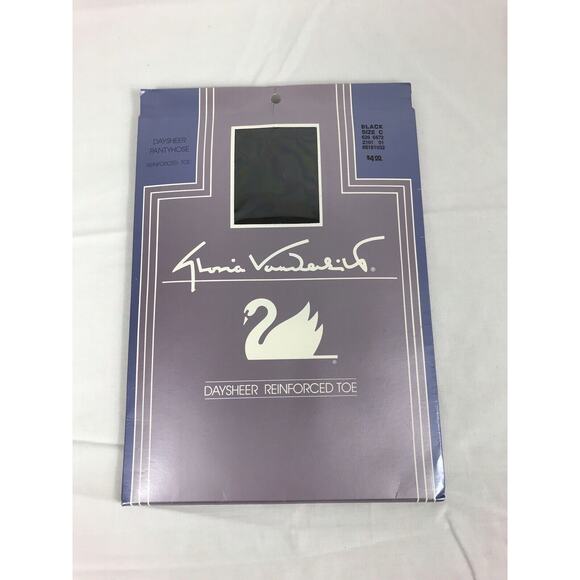 DAYSHEER
PANTYHOSE
REINFORCED TOE
BLACK
SIZE C
$4.00
Gloria Vanderbilt®
®
DAYSHEER REINFORCED TOE